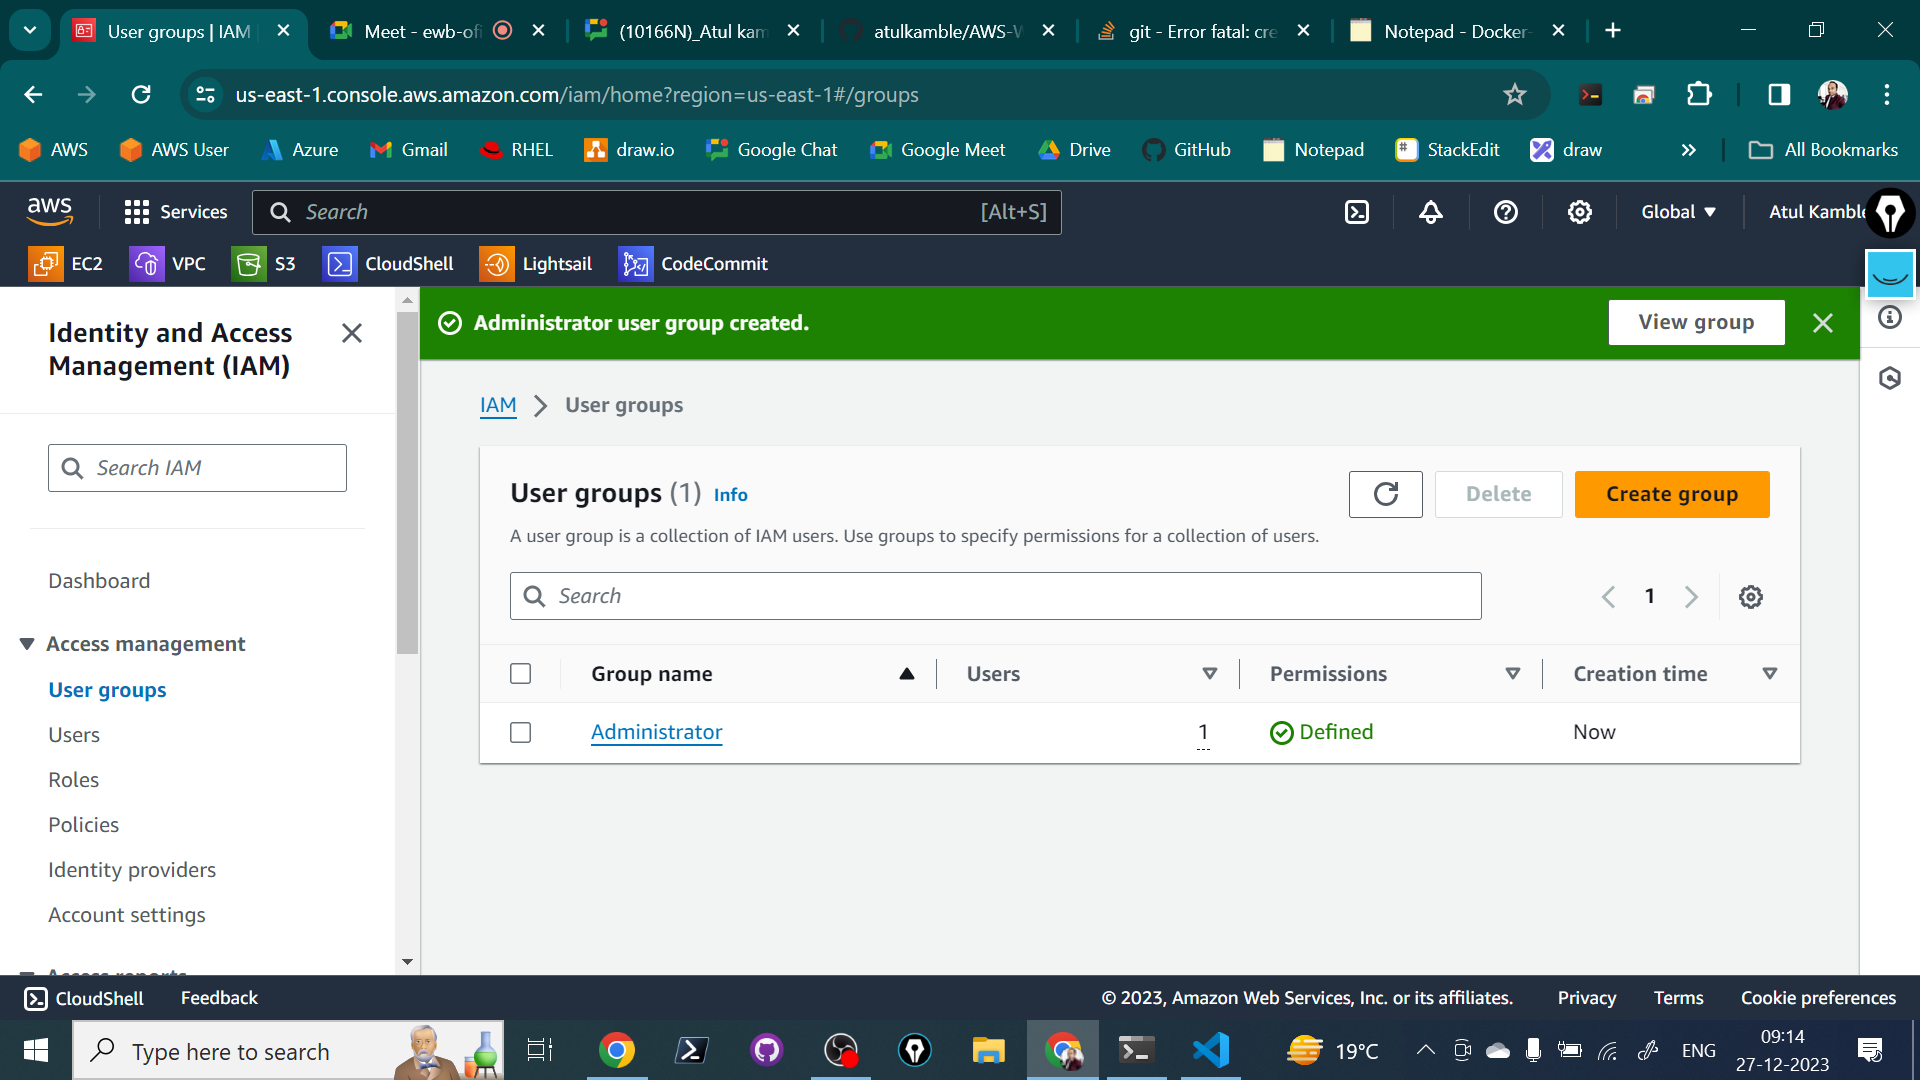 User groups | IAM
Meet - ewb-ofi
(10166N)_Atul kam
atulkamble/AWS-W
git - Error fatal: cre
Notepad - Docker-
us-east-1.console.aws.amazon.com/iam/home?region=us-east-1#/groups
AWS
AWS User
Azure
Gmail
RHEL
draw.io
Google Chat
Google Meet
Drive
GitHub
Notepad
StackEdit
draw
All Bookmarks
aws
Services
Search
[Alt+S]
Global
Atul Kamble
EC2
VPC
S3
CloudShell
Lightsail
CodeCommit
Identity and Access
Management (IAM)
Search IAM
Dashboard
Access management
User groups
Users
Roles
Policies
Identity providers
Account settings
Access reports
Administrator user group created.
View group
IAM
User groups
User groups (1) Info
Delete
Create group
A user group is a collection of IAM users. Use groups to specify permissions for a collection of users.
Search
1
Group name
Users
Permissions
Creation time
Administrator
1
Defined
Now
CloudShell
Feedback
© 2023, Amazon Web Services, Inc. or its affiliates.
Privacy
Terms
Cookie preferences
Type here to search
19°C
ENG
09:14
27-12-2023